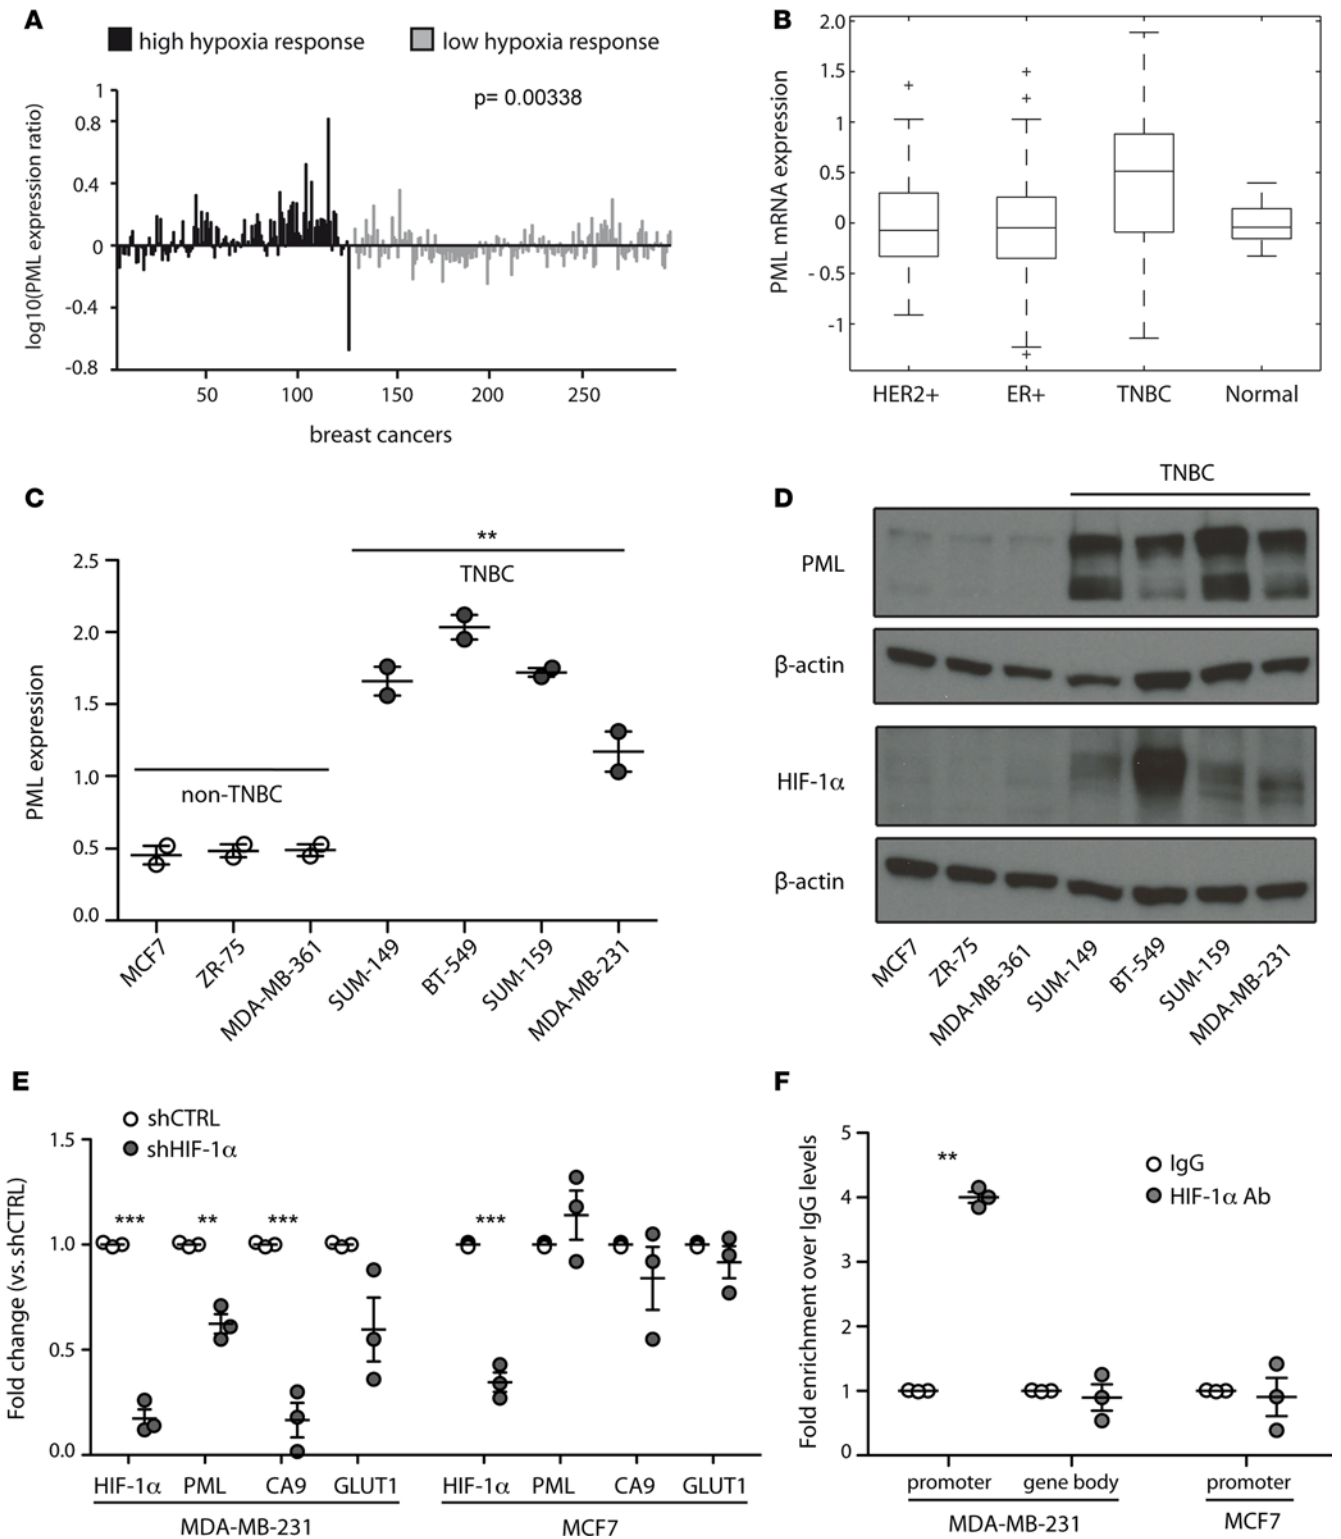 A
high hypoxia response
low hypoxia response
p= 0.00338
log10(PML expression ratio)
1
0.8
0.4
0
-0.4
-0.8
50 100 150 200 250
breast cancers
B
PML mRNA expression
2.0
1.5
1
0.5
0
- 0.5
-1
HER2+ ER+ TNBC Normal
C
**
TNBC
non-TNBC
PML expression
2.5
2.0
1.5
1.0
0.5
0.0
MCF7 ZR-75 MDA-MB-361 SUM-149 BT-549 SUM-159 MDA-MB-231
D
TNBC
PML
β-actin
HIF-1α
β-actin
MCF7 ZR-75 MDA-MB-361 SUM-149 BT-549 SUM-159 MDA-MB-231
E
shCTRL
shHIF-1α
Fold change (vs. shCTRL)
1.5
1.0
0.5
0.0
*** ** *** ***
HIF-1α PML CA9 GLUT1 HIF-1α PML CA9 GLUT1
MDA-MB-231 MCF7
F
IgG
HIF-1α Ab
**
Fold enrichment over IgG levels
5
4
3
2
1
0
promoter gene body promoter
MDA-MB-231 MCF7